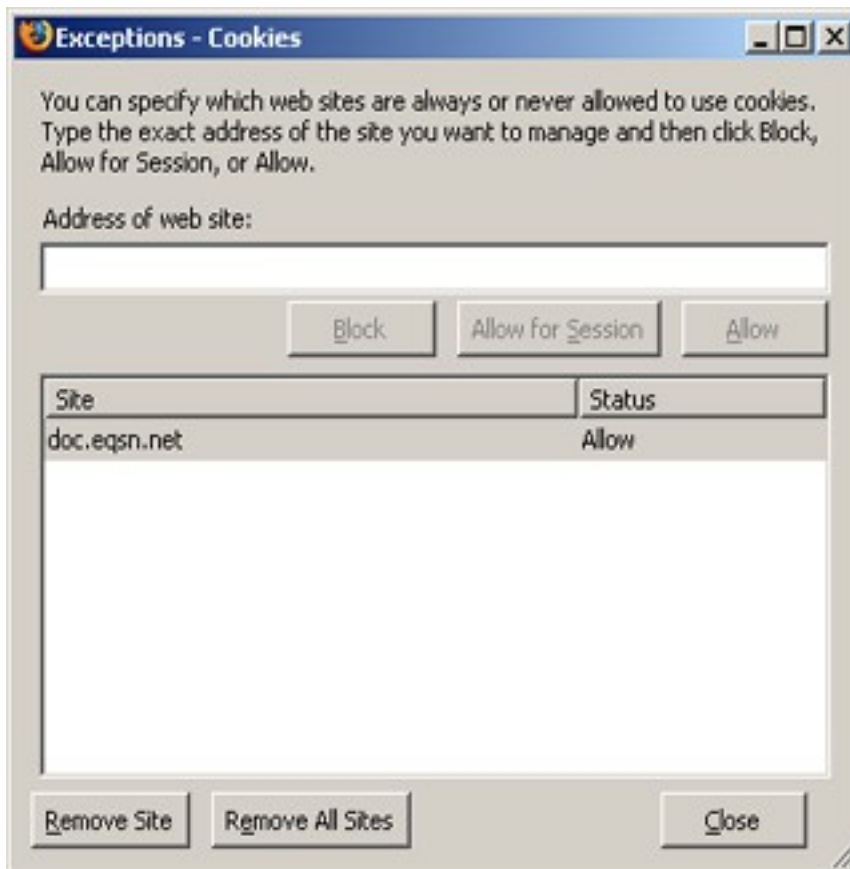 Exceptions - Cookies
You can specify which web sites are always or never allowed to use cookies.
Type the exact address of the site you want to manage and then click Block,
Allow for Session, or Allow.
Address of web site:
Block Allow for Session Allow
Site Status
doc.eqsn.net Allow
Remove Site Remove All Sites Close